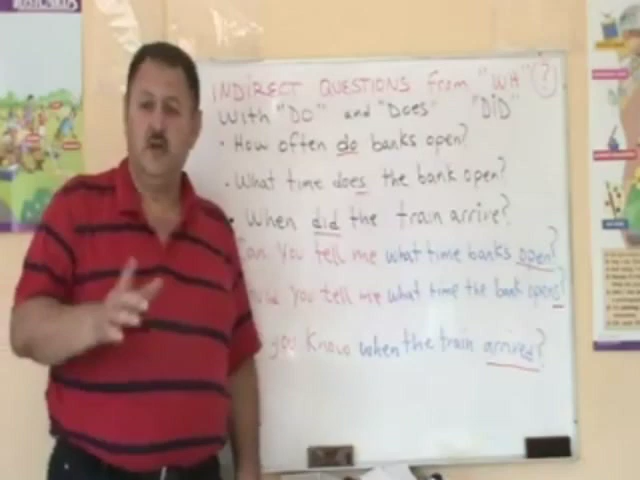 INDIRECT QUESTIONS from "WH" ?
With "DO" and "Does" "DiD"
• How often do banks open?
• What time does the bank open?
• When did the train arrive?
Can You tell me what time banks open?
You tell me what time the bank opens?
you know when the train arrived?